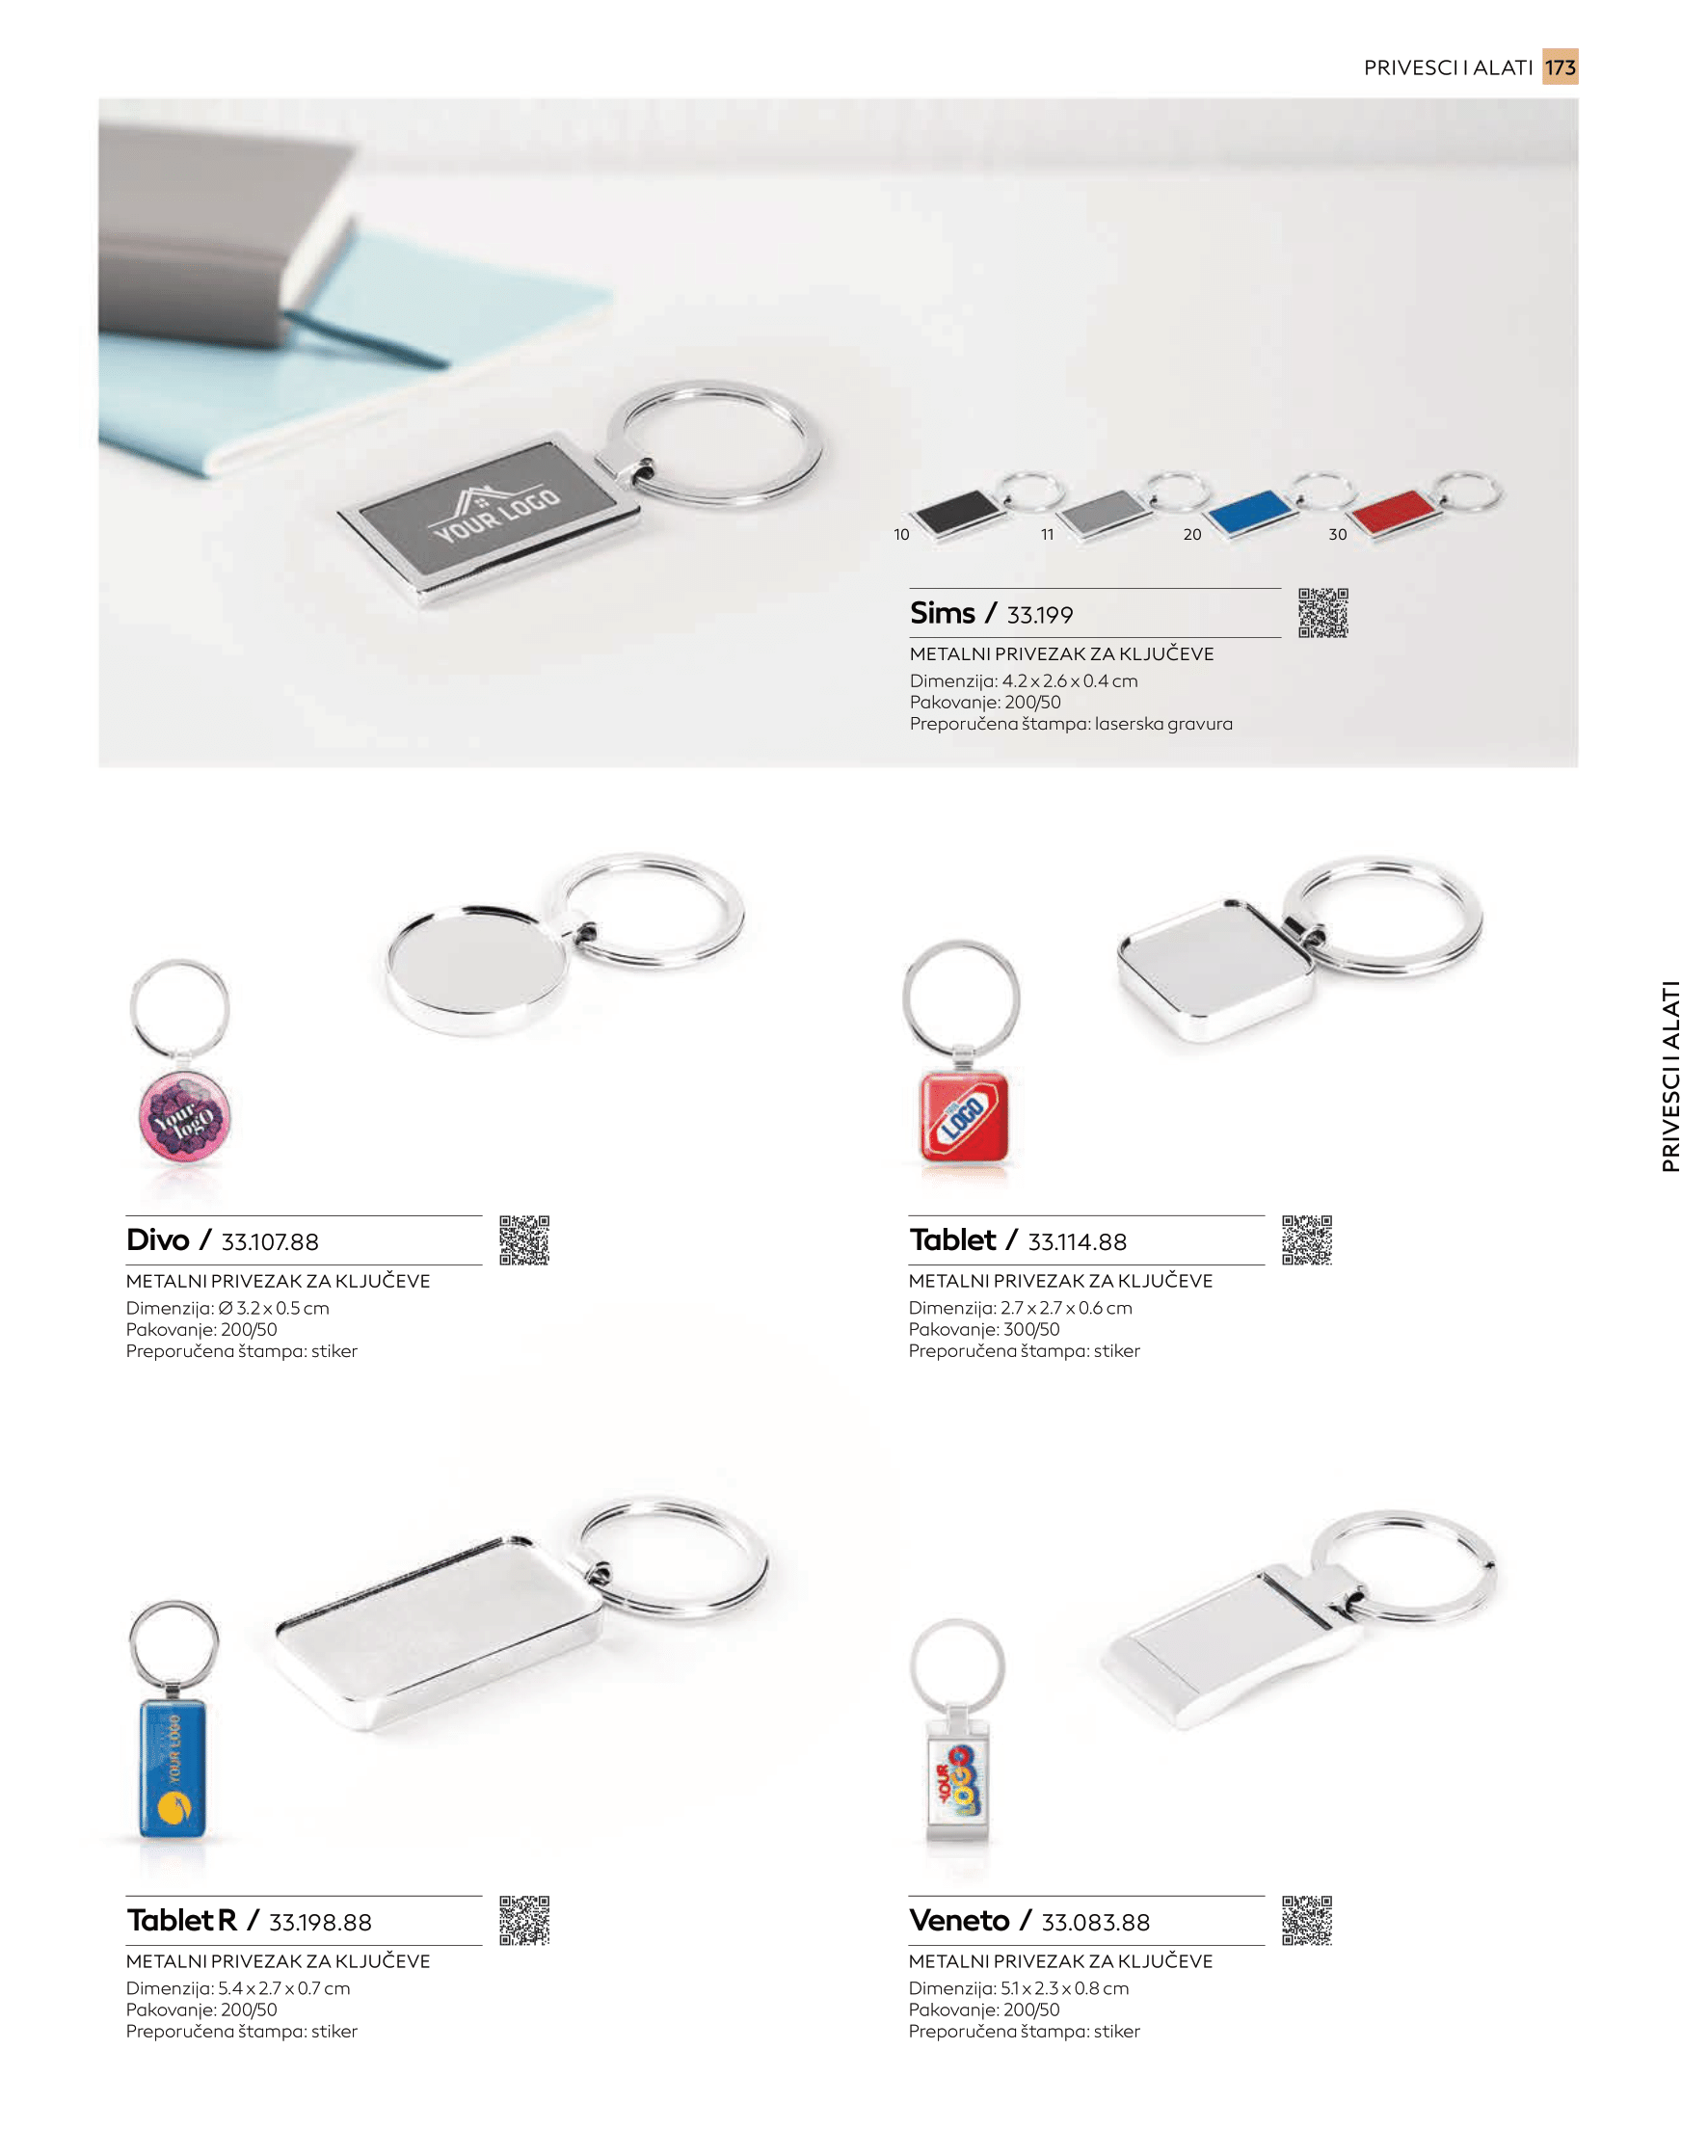 PRIVESCI I ALATI 173
YOUR LOGO
10 11 20 30
Sims / 33.199
METALNI PRIVEZAK ZA KLJUČEVE
Dimenzija: 4.2 x 2.6 x 0.4 cm
Pakovanje: 200/50
Preporučena štampa: laserska gravura
Your
logo
YOUR
LOGO
Divo / 33.107.88
METALNI PRIVEZAK ZA KLJUČEVE
Dimenzija: Ø 3.2 x 0.5 cm
Pakovanje: 200/50
Preporučena štampa: stiker
Tablet / 33.114.88
METALNI PRIVEZAK ZA KLJUČEVE
Dimenzija: 2.7 x 2.7 x 0.6 cm
Pakovanje: 300/50
Preporučena štampa: stiker
PRIVESCI I ALATI
YOUR LOGO
YOUR
LOGO
Tablet R / 33.198.88
METALNI PRIVEZAK ZA KLJUČEVE
Dimenzija: 5.4 x 2.7 x 0.7 cm
Pakovanje: 200/50
Preporučena štampa: stiker
Veneto / 33.083.88
METALNI PRIVEZAK ZA KLJUČEVE
Dimenzija: 5.1 x 2.3 x 0.8 cm
Pakovanje: 200/50
Preporučena štampa: stiker